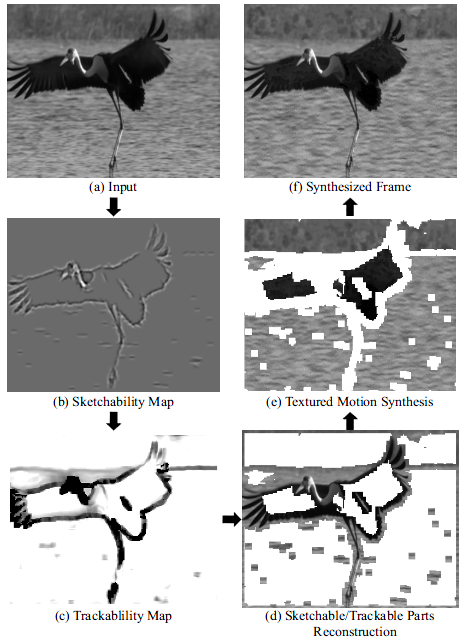 (a) Input
(f) Synthesized Frame
(b) Sketchability Map
(e) Textured Motion Synthesis
(c) Trackablility Map
(d) Sketchable/Trackable Parts
Reconstruction